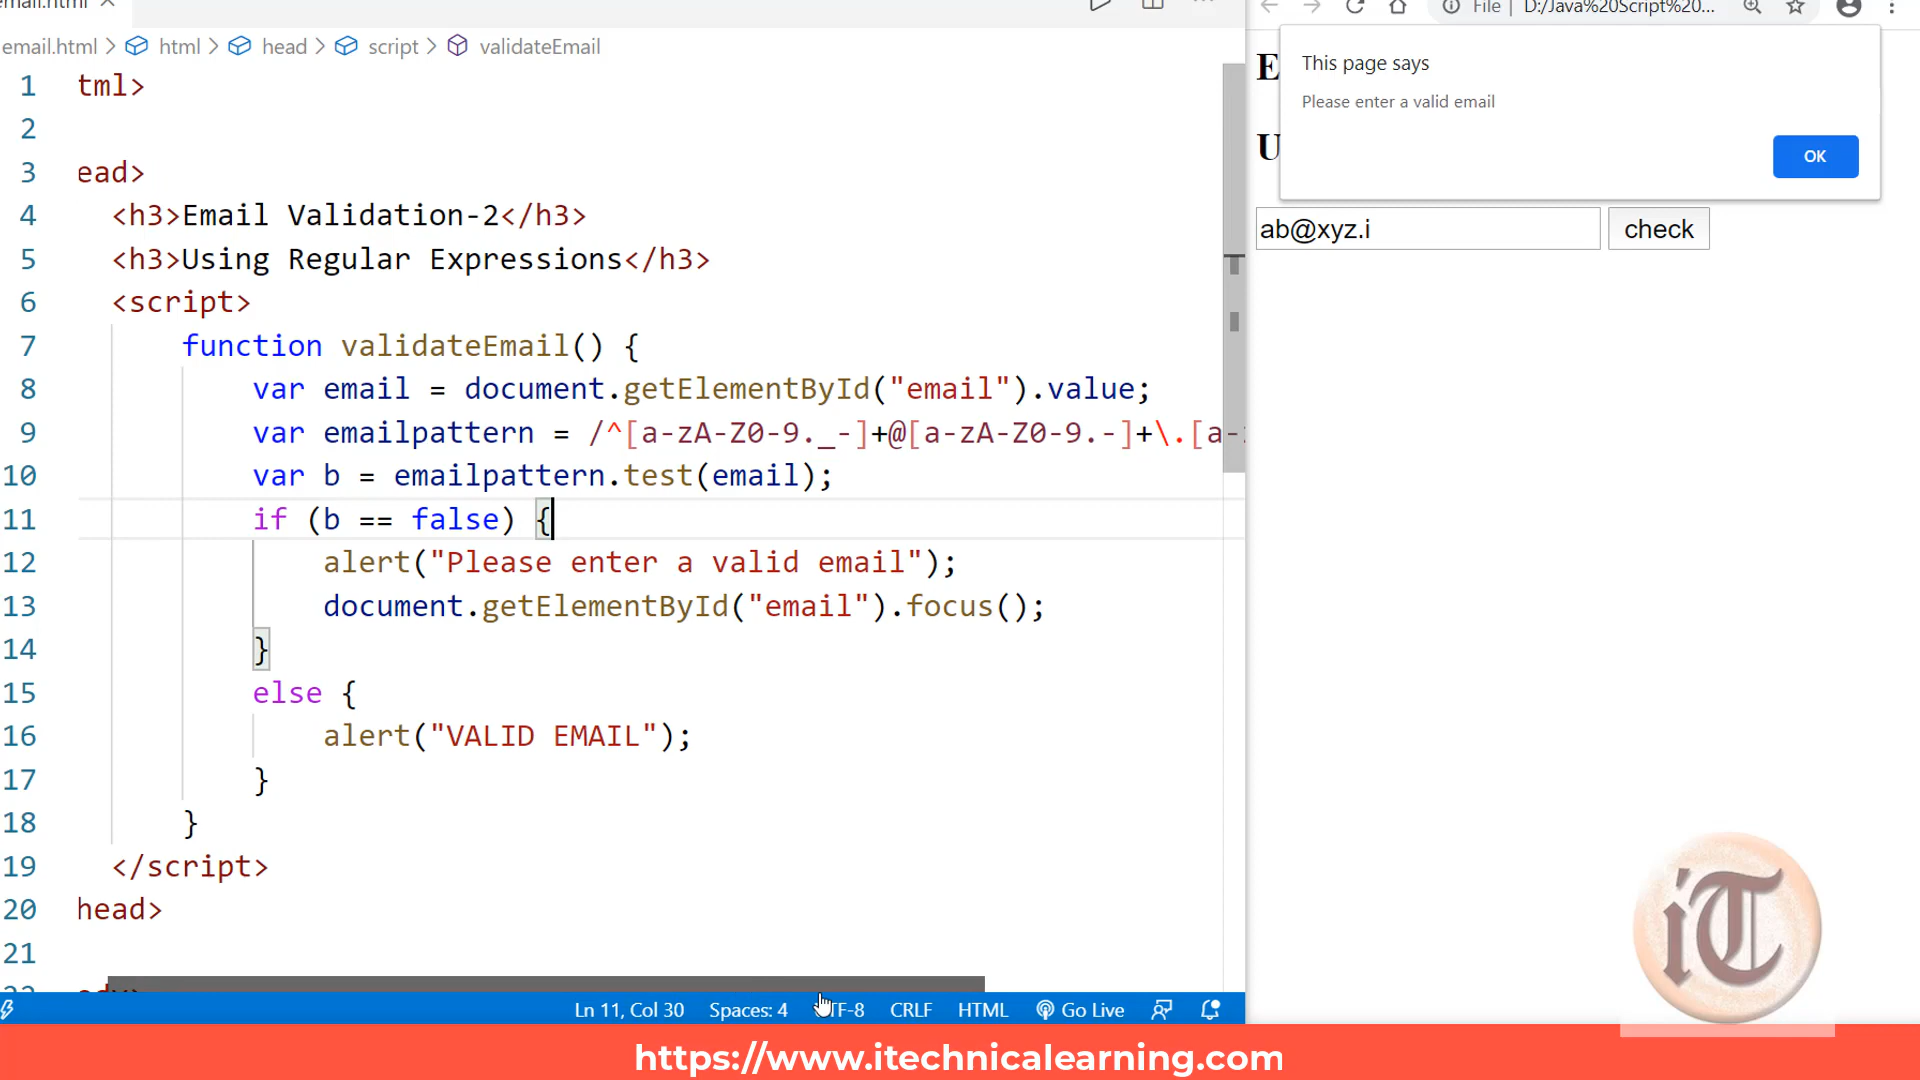 email.html
email.html > html > head > script > validateEmail
1 tml>
2
3 ead>
4 <h3>Email Validation-2</h3>
5 <h3>Using Regular Expressions</h3>
6 <script>
7 function validateEmail() {
8 var email = document.getElementById("email").value;
9 var emailpattern = /^[a-zA-Z0-9._-]+@[a-zA-Z0-9.-]+\.[a-
10 var b = emailpattern.test(email);
11 if (b == false) {
12 alert("Please enter a valid email");
13 document.getElementById("email").focus();
14 }
15 else {
16 alert("VALID EMAIL");
17 }
18 }
19 </script>
20 head>
21
Ln 11, Col 30 Spaces: 4 UTF-8 CRLF HTML Go Live
File | D:/Java%20Script%20...
E
U
This page says
Please enter a valid email
OK
ab@xyz.i check
iT
https://www.itechnicalearning.com